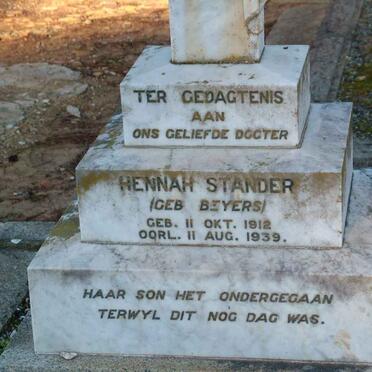 TER GEDAGTENIS
AAN
ONS GELIEFDE DOGTER
HENNAH STANDER
(GEB BEYERS)
GEB. 11 OKT. 1912
OORL. 11 AUG. 1939.
HAAR SON HET ONDERGEGAAN
TERWYL DIT NOG DAG WAS.